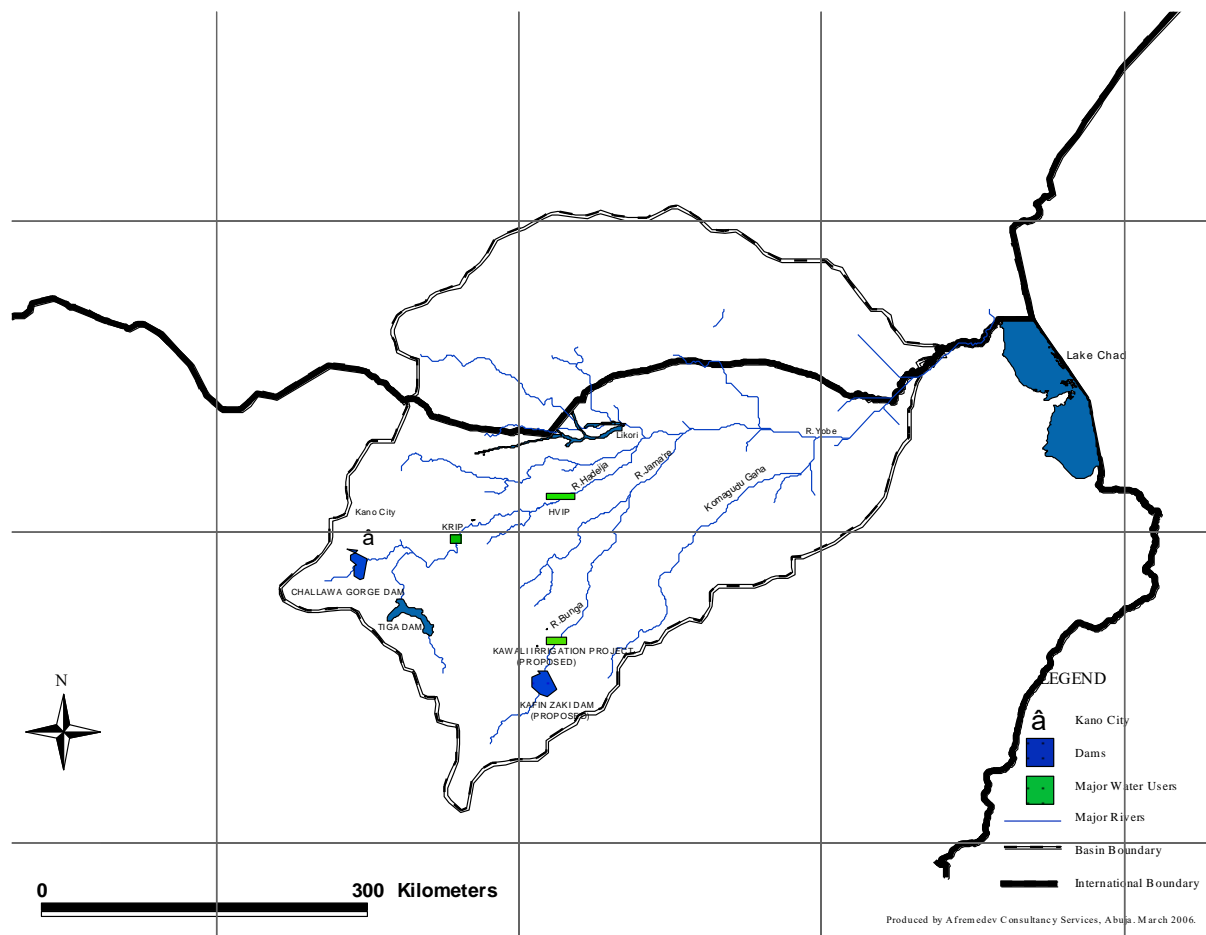 Lake Chad
R.Yobe
Likori
R.Hadeija
R.Jama're
Komagudu Gana
HVIP
Kano City
â
KRIP
CHALLAWA GORGE DAM
TIGA DAM
R.Bunga
KAWALI IRRIGATION PROJECT
(PROPOSED)
KAFIN ZAKI DAM
(PROPOSED)
N
LEGEND
â Kano City
Dams
Major Water Users
Major Rivers
Basin Boundary
International Boundary
0 300 Kilometers
Produced by Afremedev Consultancy Services, Abuja. March 2006.